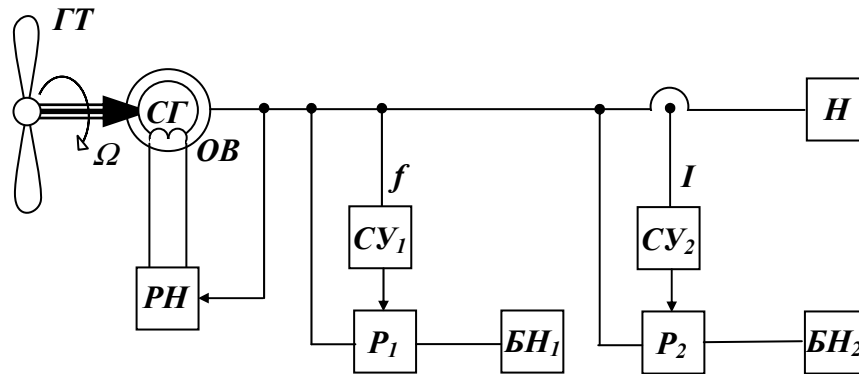 ГТ
СГ
Ω
ОВ
РН
f
СУ₁
Р₁
БН₁
I
СУ₂
Р₂
БН₂
Н